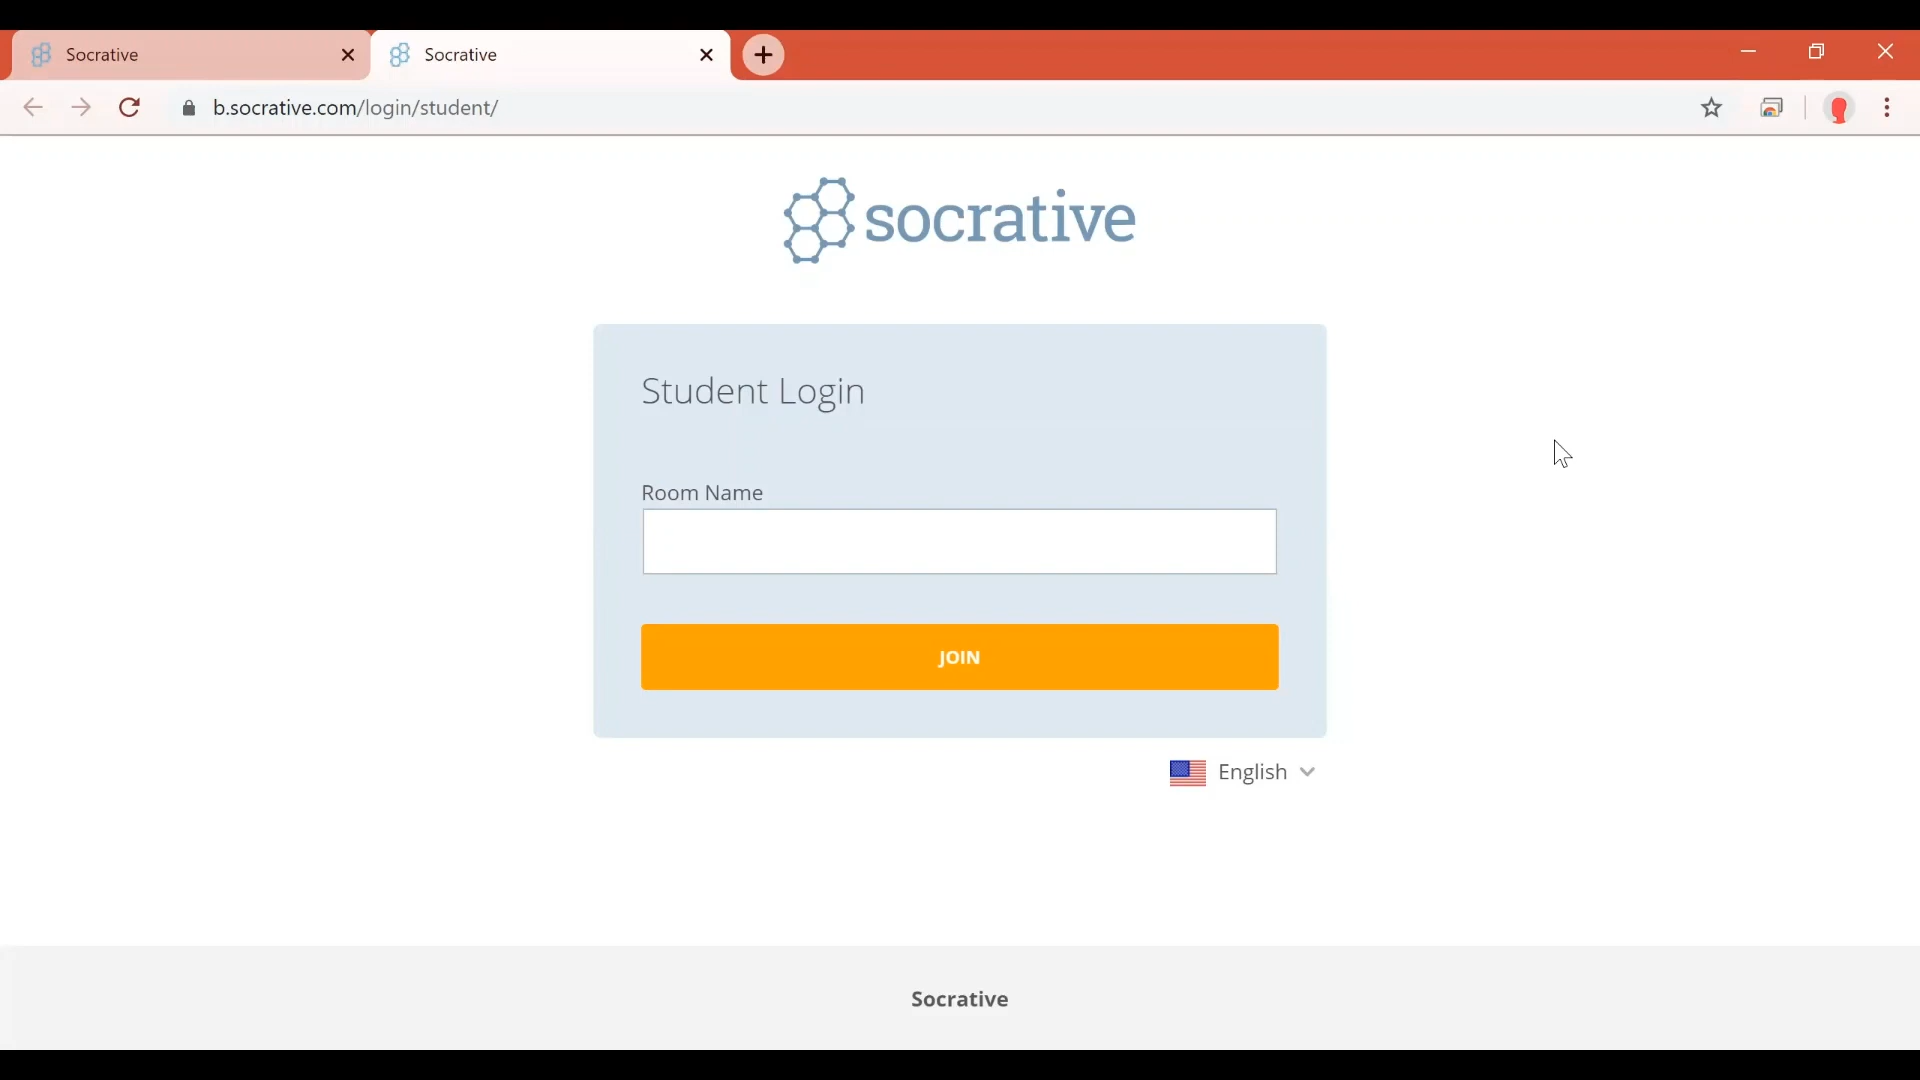 Socrative
Socrative
b.socrative.com/login/student/
socrative
Student Login
Room Name
JOIN
English
Socrative